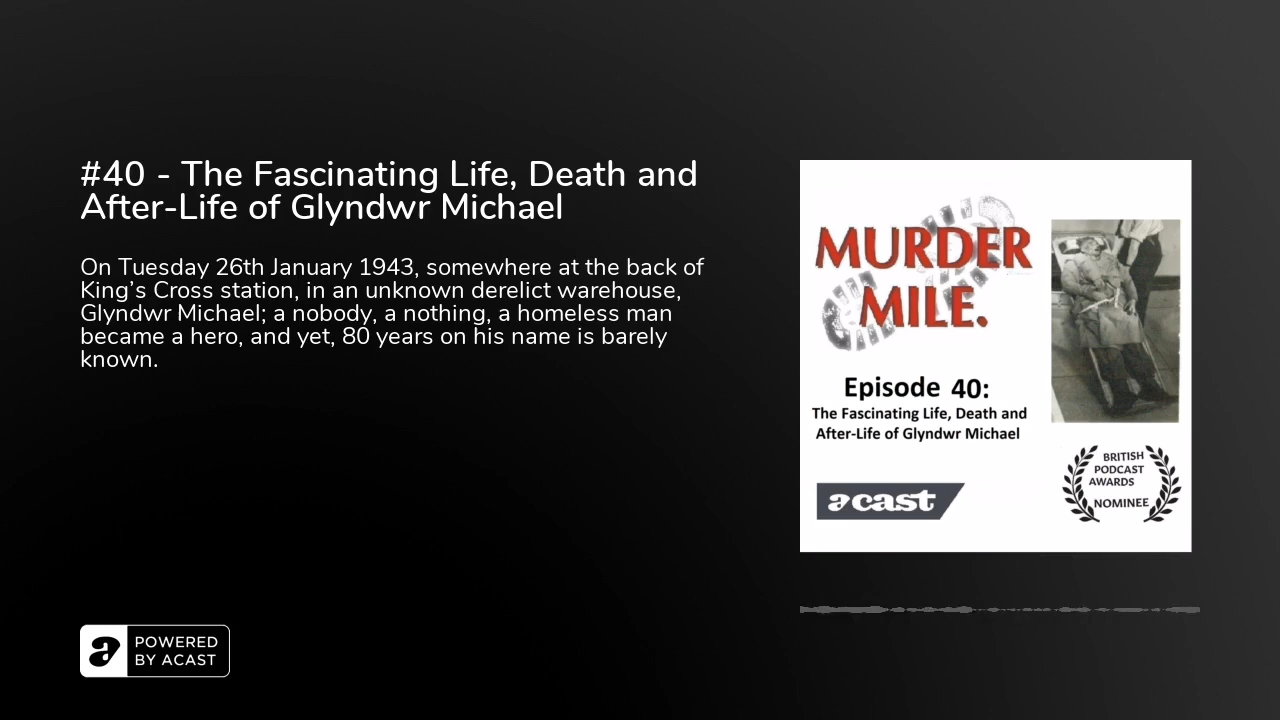 #40 - The Fascinating Life, Death and
After-Life of Glyndwr Michael
On Tuesday 26th January 1943, somewhere at the back of
King’s Cross station, in an unknown derelict warehouse,
Glyndwr Michael; a nobody, a nothing, a homeless man
became a hero, and yet, 80 years on his name is barely
known.
MURDER
MILE.
Episode 40:
The Fascinating Life, Death and
After-Life of Glyndwr Michael
acast
BRITISH
PODCAST
AWARDS
NOMINEE
a
POWERED
BY ACAST